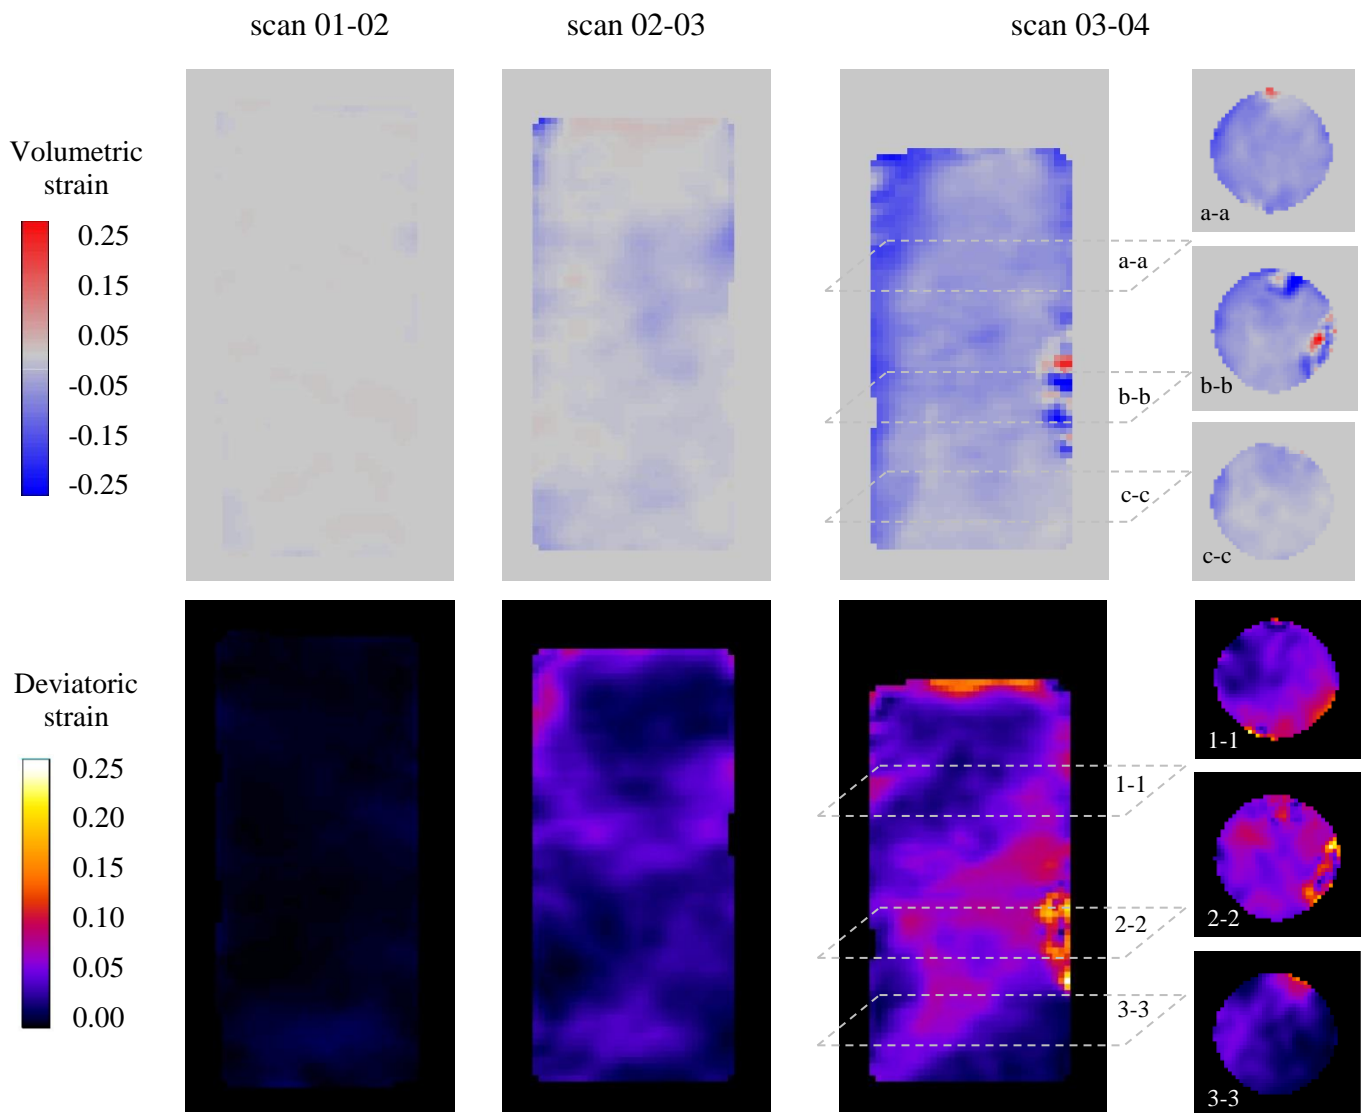 scan 01-02
scan 02-03
scan 03-04
Volumetric
strain
0.25
0.15
0.05
-0.05
-0.15
-0.25
a-a
b-b
c-c
a-a
b-b
c-c
Deviatoric
strain
0.25
0.20
0.15
0.10
0.05
0.00
1-1
2-2
3-3
1-1
2-2
3-3